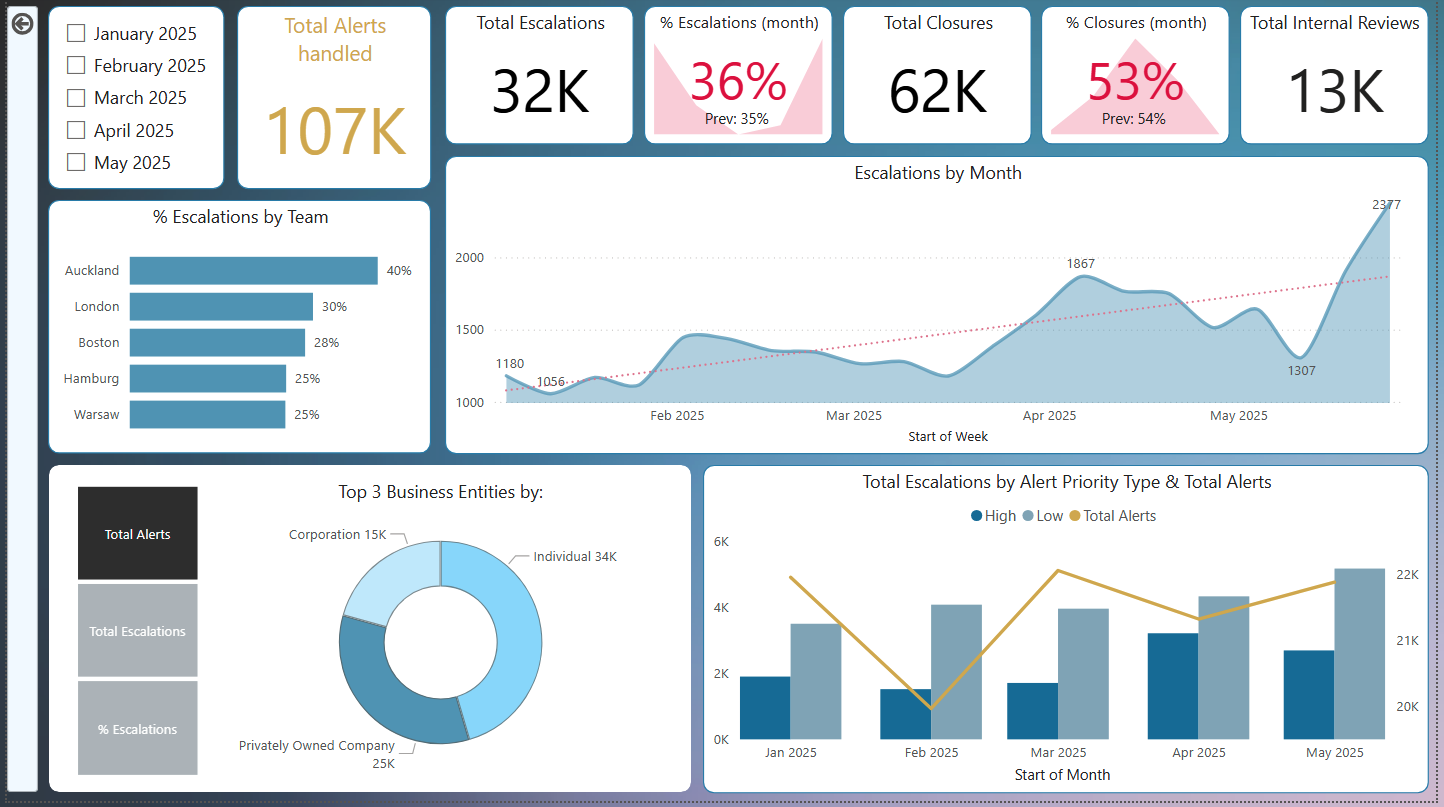 January 2025
February 2025
March 2025
April 2025
May 2025
Total Alerts
handled
107K
Total Escalations
32K
% Escalations (month)
36%
Prev: 35%
Total Closures
62K
% Closures (month)
53%
Prev: 54%
Total Internal Reviews
13K
% Escalations by Team
Auckland 40%
London 30%
Boston 28%
Hamburg 25%
Warsaw 25%
Escalations by Month
2377
2000
1867
1500
1180
1056
1307
1000
Feb 2025 Mar 2025 Apr 2025 May 2025
Start of Week
Total Alerts
Total Escalations
% Escalations
Top 3 Business Entities by:
Corporation 15K
Individual 34K
Privately Owned Company
25K
Total Escalations by Alert Priority Type & Total Alerts
High Low Total Alerts
6K
4K
2K
0K
22K
21K
20K
Jan 2025 Feb 2025 Mar 2025 Apr 2025 May 2025
Start of Month